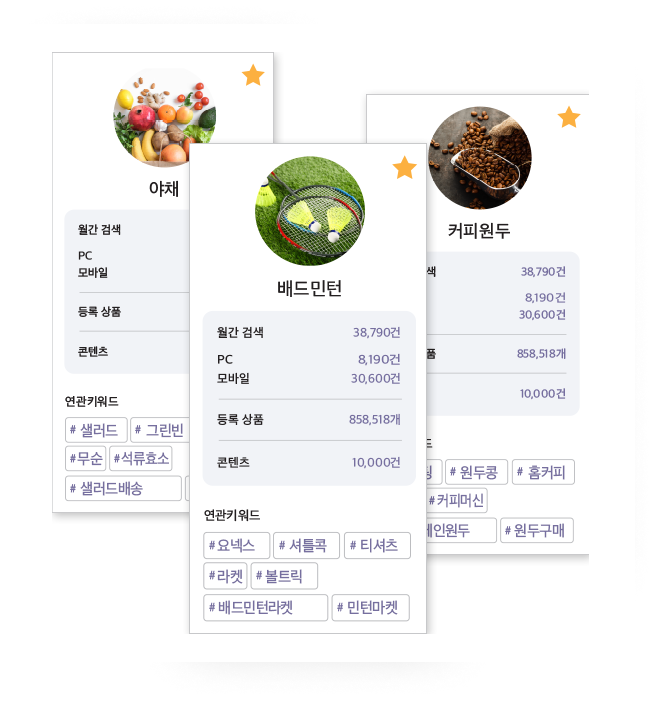 야채
월간 검색
PC
모바일
등록 상품
콘텐츠
연관키워드
# 샐러드
# 그린빈
#무순
#석류효소
# 샐러드배송
배드민턴
월간 검색 38,790건
PC 8,190건
모바일 30,600건
등록 상품 858,518개
콘텐츠 10,000건
연관키워드
#요넥스 # 셔틀콕 # 티셔츠
#라켓 # 볼트릭
# 배드민턴라켓 # 민턴마켓
커피원두
색 38,790건
8,190건
30,600건
품 858,518개
10,000건
드
# 원두콩 # 홈커피
#커피머신
인원두 # 원두구매